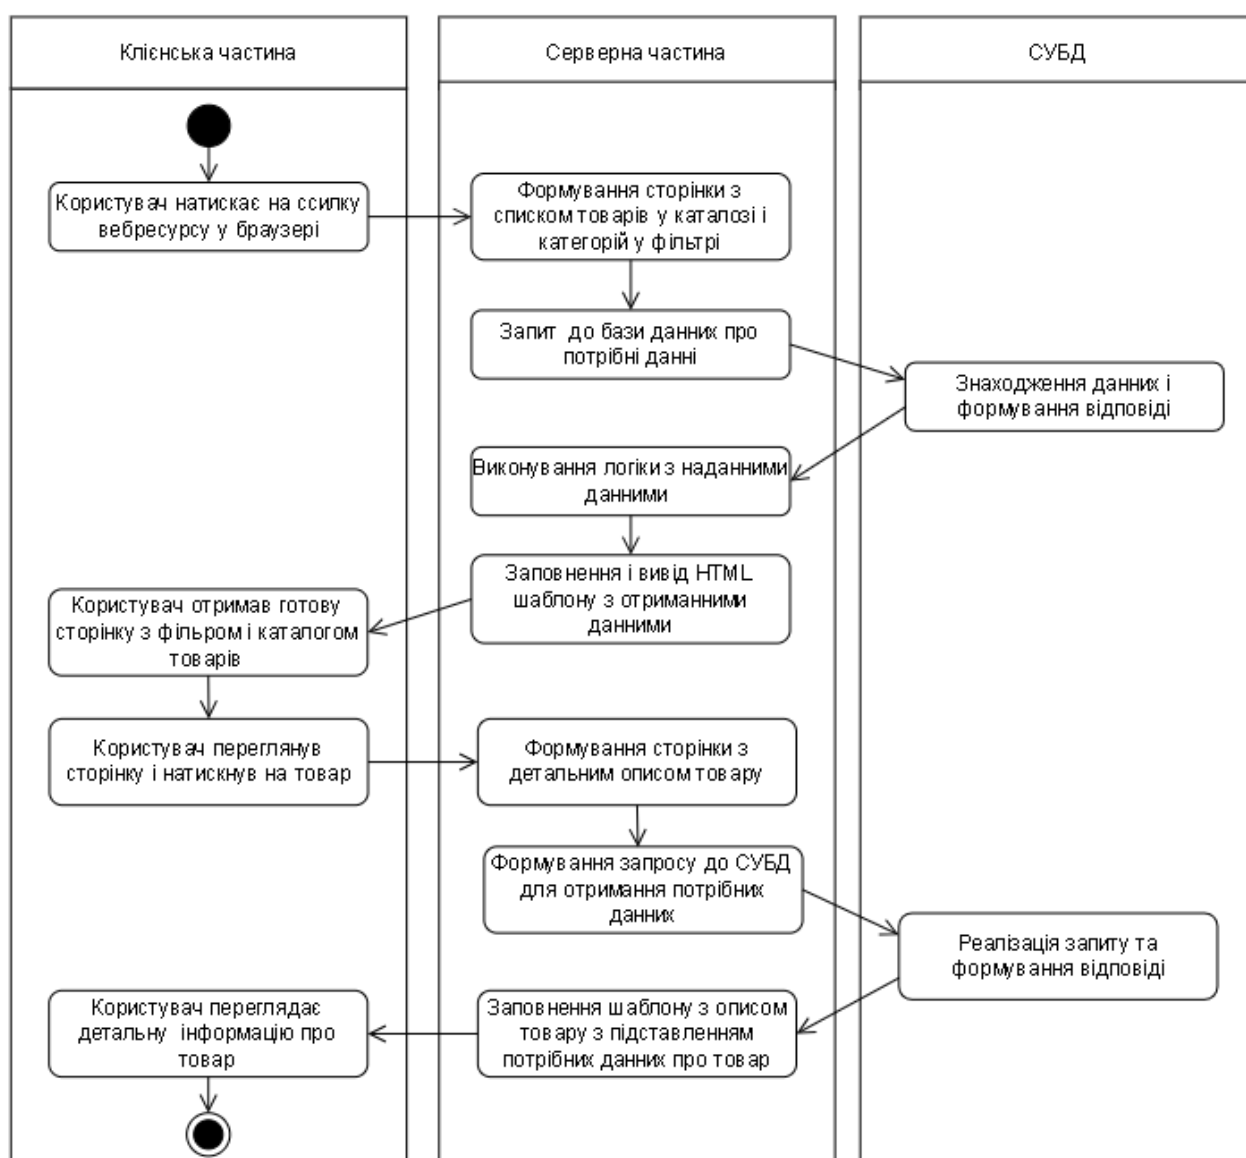 Клієнська частина
Серверна частина
СУБД
Користувач натискає на ссилку
вебресурсу у браузері
Формування сторінки з
списком товарів у каталозі і
категорій у фільтрі
Запит  до бази данних про
потрібні данні
Знаходження данних і
формування відповіді
Виконування логіки з наданними
данними
Заповнення і вивід HTML
шаблону з отриманними
данними
Користувач отримав готову
сторінку з фільром і каталогом
товарів
Користувач переглянув
сторінку і натискнув на товар
Формування сторінки з
детальним описом товару
Формування запросу до СУБД
для отримання потрібних
данних
Реалізація запиту та
формування відповіді
Заповнення шаблону з описом
товару з підставленням
потрібних данних про товар
Користувач переглядає
детальну  інформацію про
товар